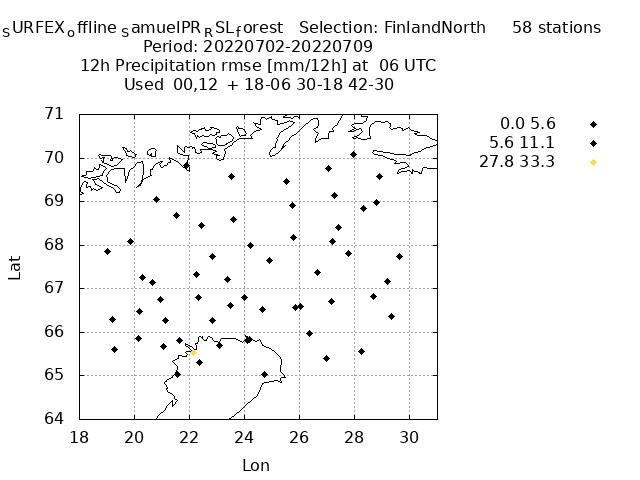 SURFEXoffline SamuelPRRSLforest Selection: FinlandNorth 58 stations
Period: 20220702-20220709
12h Precipitation rmse [mm/12h] at 06 UTC
Used 00,12 + 18-06 30-18 42-30
0.0 5.6
5.6 11.1
27.8 33.3
71
70
69
68
67
66
65
64
Lat
18 20 22 24 26 28 30
Lon